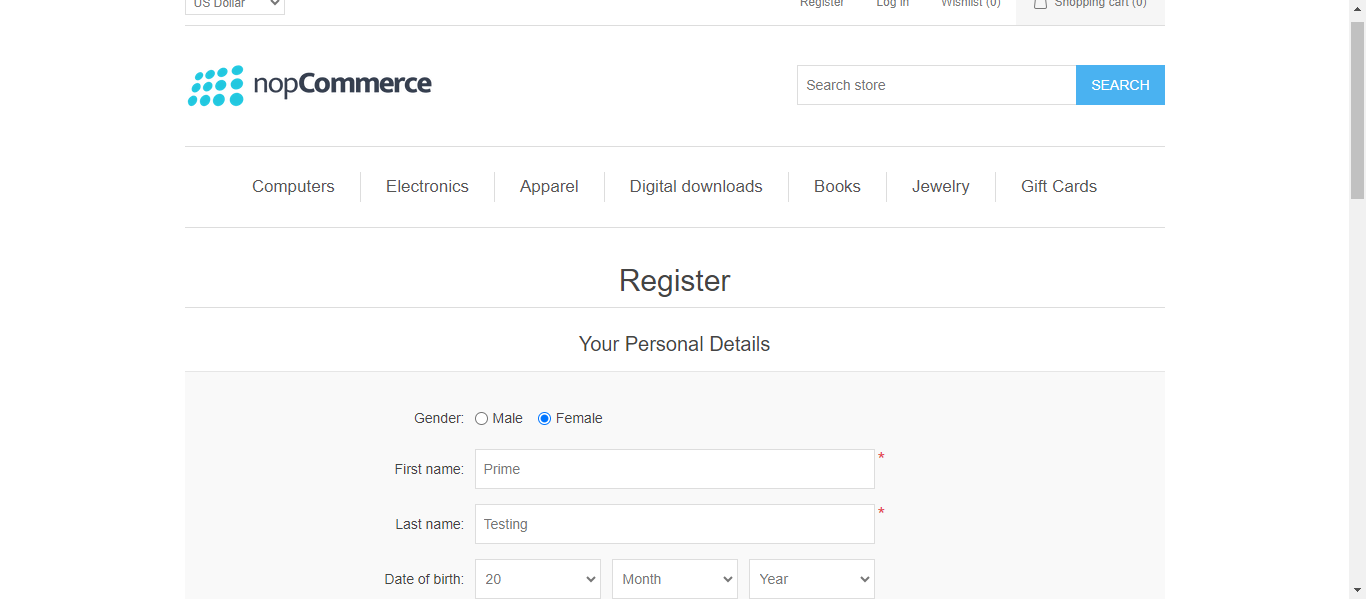 US Dollar Register Log in Wishlist (0) Shopping cart (0)
nopCommerce Search store SEARCH
Computers Electronics Apparel Digital downloads Books Jewelry Gift Cards
Register
Your Personal Details
Gender: Male Female
First name: Prime *
Last name: Testing *
Date of birth: 20 Month Year